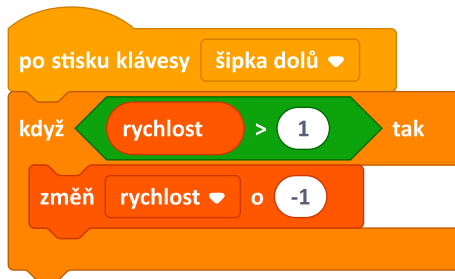 po stisku klávesy šipka dolů
když rychlost > 1 tak
změň rychlost o -1